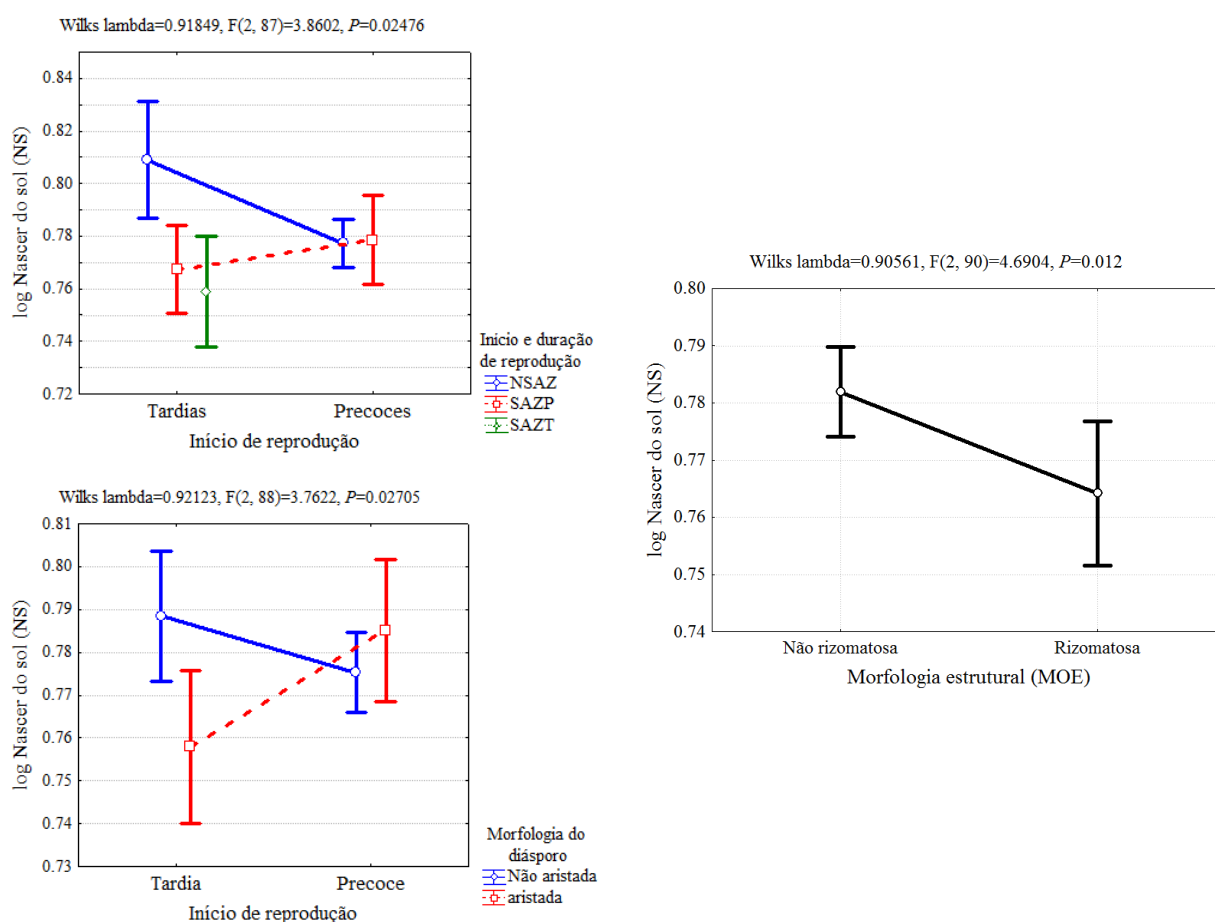 Wilks lambda=0.91849, F(2, 87)=3.8602, P=0.02476
log Nascer do sol (NS)
0.84
0.82
0.80
0.78
0.76
0.74
0.72
Tardias Precoces
Início de reprodução
Inicio e duração
de reprodução
NSAZ
SAZP
SAZT
Wilks lambda=0.92123, F(2, 88)=3.7622, P=0.02705
log Nascer do sol (NS)
0.81
0.80
0.79
0.78
0.77
0.76
0.75
0.74
0.73
Tardia Precoce
Início de reprodução
Morfologia do
diásporo
Não aristada
aristada
Wilks lambda=0.90561, F(2, 90)=4.6904, P=0.012
log Nascer do sol (NS)
0.80
0.79
0.78
0.77
0.76
0.75
0.74
Não rizomatosa Rizomatosa
Morfologia estrutural (MOE)